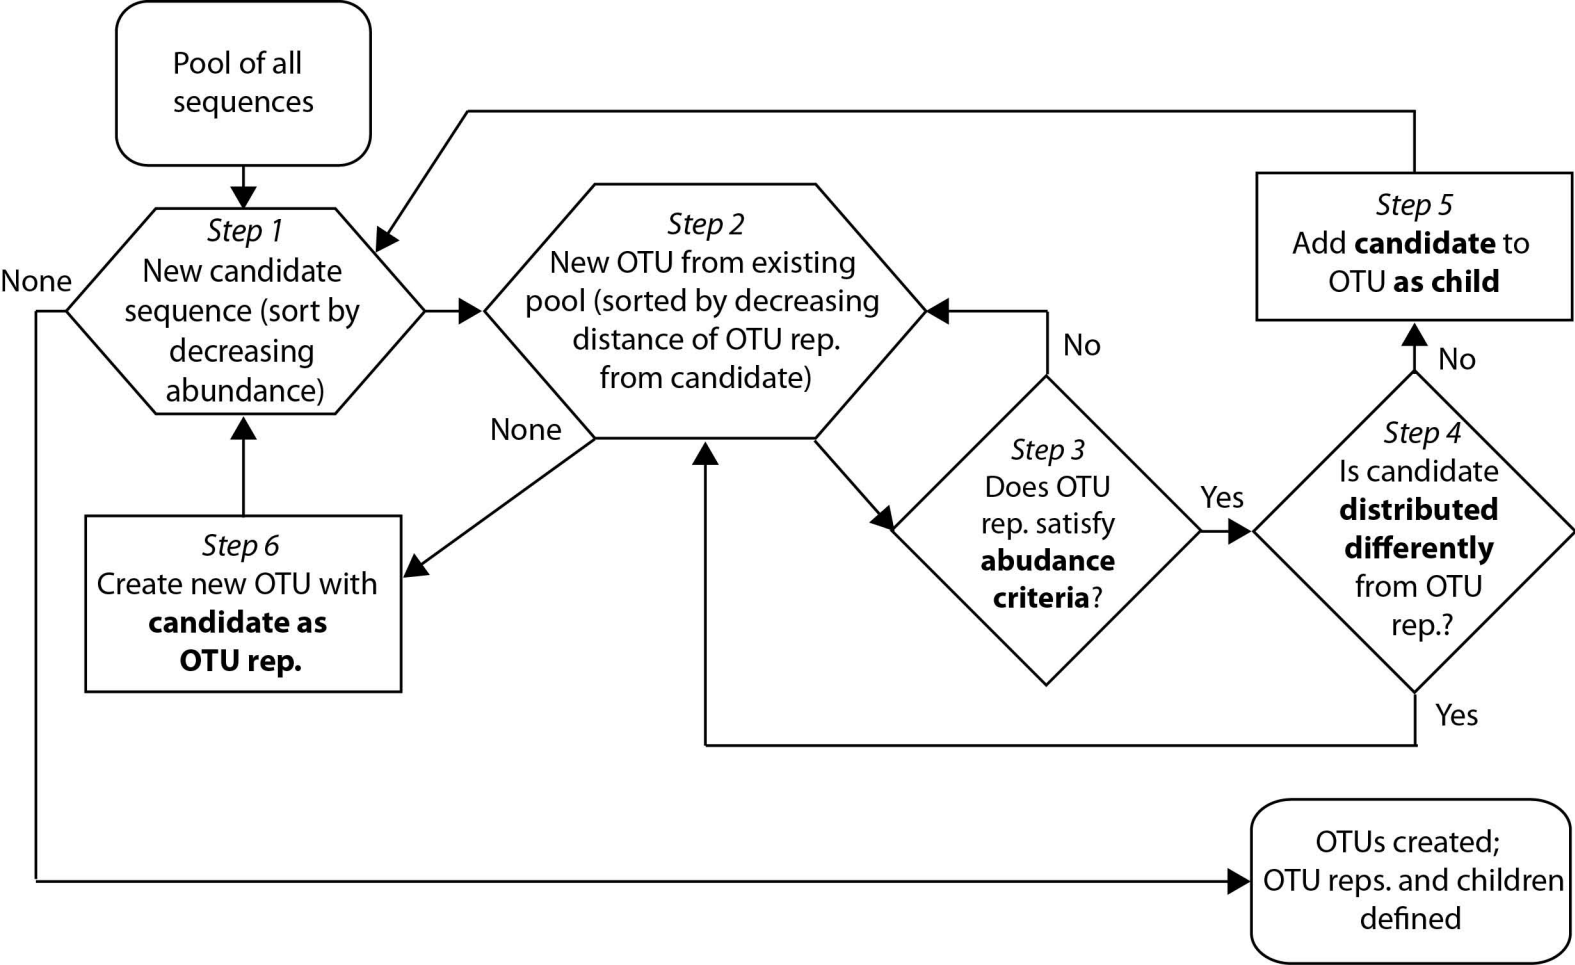 Pool of all
sequences
None
Step 1
New candidate
sequence (sort by
decreasing
abundance)
Step 2
New OTU from existing
pool (sorted by decreasing
distance of OTU rep.
from candidate)
None
No
Step 3
Does OTU
rep. satisfy
abudance
criteria?
Yes
Step 4
Is candidate
distributed
differently
from OTU
rep.?
No
Yes
Step 5
Add candidate to
OTU as child
Step 6
Create new OTU with
candidate as
OTU rep.
OTUs created;
OTU reps. and children
defined